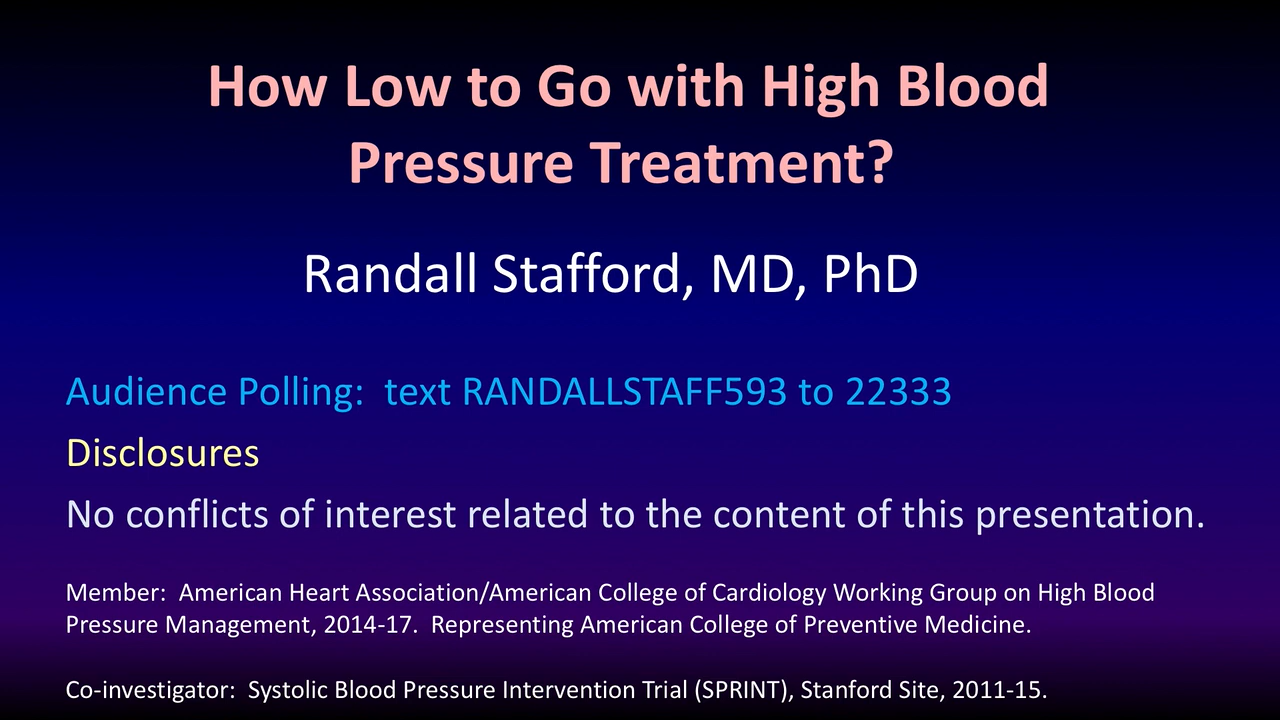 How Low to Go with High Blood
Pressure Treatment?
Randall Stafford, MD, PhD
Audience Polling:  text RANDALLSTAFF593 to 22333
Disclosures
No conflicts of interest related to the content of this presentation.
Member:  American Heart Association/American College of Cardiology Working Group on High Blood
Pressure Management, 2014-17.  Representing American College of Preventive Medicine.
Co-investigator:  Systolic Blood Pressure Intervention Trial (SPRINT), Stanford Site, 2011-15.